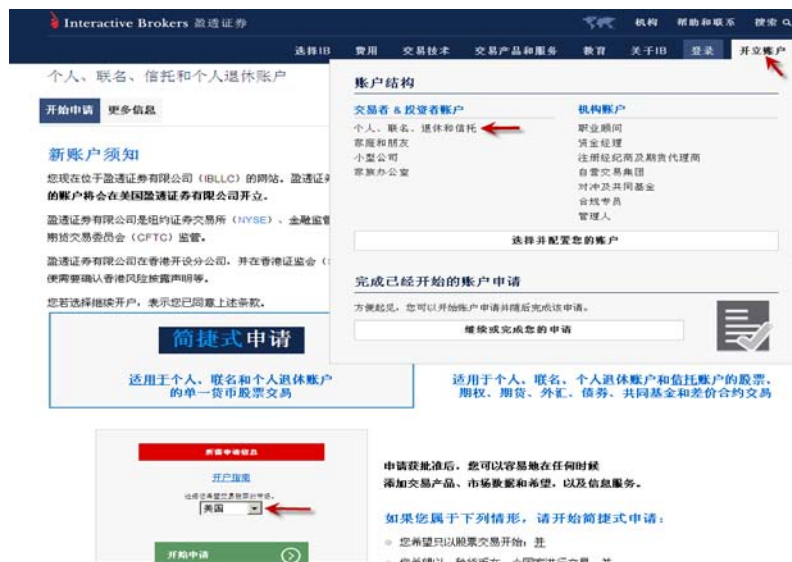 Interactive Brokers 盈透证券
机构 帮助和联系 搜索
选择IB 费用 交易技术 交易产品和服务 教育 关于IB 登录 开立账户
个人、联名、信托和个人退休账户
开始申请 更多信息
新账户须知
您现在位于盈透证券有限公司（IBLLC）的网站。盈透证券
的账户将会在美国盈透证券有限公司开立。
盈透证券有限公司是纽约证券交易所（NYSE）、金融监管
期货交易委员会（CFTC）监管。
盈透证券有限公司在香港开设分公司，并在香港证监会（
便需要确认香港风险披露声明等。
您若选择继续开户，表示您已同意上述条款。
账户结构
交易者 & 投资者账户
个人、联名、退休和信托
家庭和朋友
小型公司
家族办公室
机构账户
职业顾问
资金经理
注册经纪商及期货代理商
自营交易集团
对冲及共同基金
合规专员
管理人
选择并配置您的账户
完成已经开始的账户申请
方便起见，您可以开始账户申请并随后完成该申请。
继续或完成您的申请
简捷式申请
适用于个人、联名和个人退休账户
的单一货币股票交易
适用于个人、联名、个人退休账户和信托账户的股票、
期权、期货、外汇、债券、共同基金和差价合约交易
所需申请信息
开户指南
美国
开始申请
申请获批准后，您可以容易地在任何时候
添加交易产品、市场数据和希望，以及信息服务。
如果您属于下列情形，请开始简捷式申请：
您希望只以股票交易开始；并